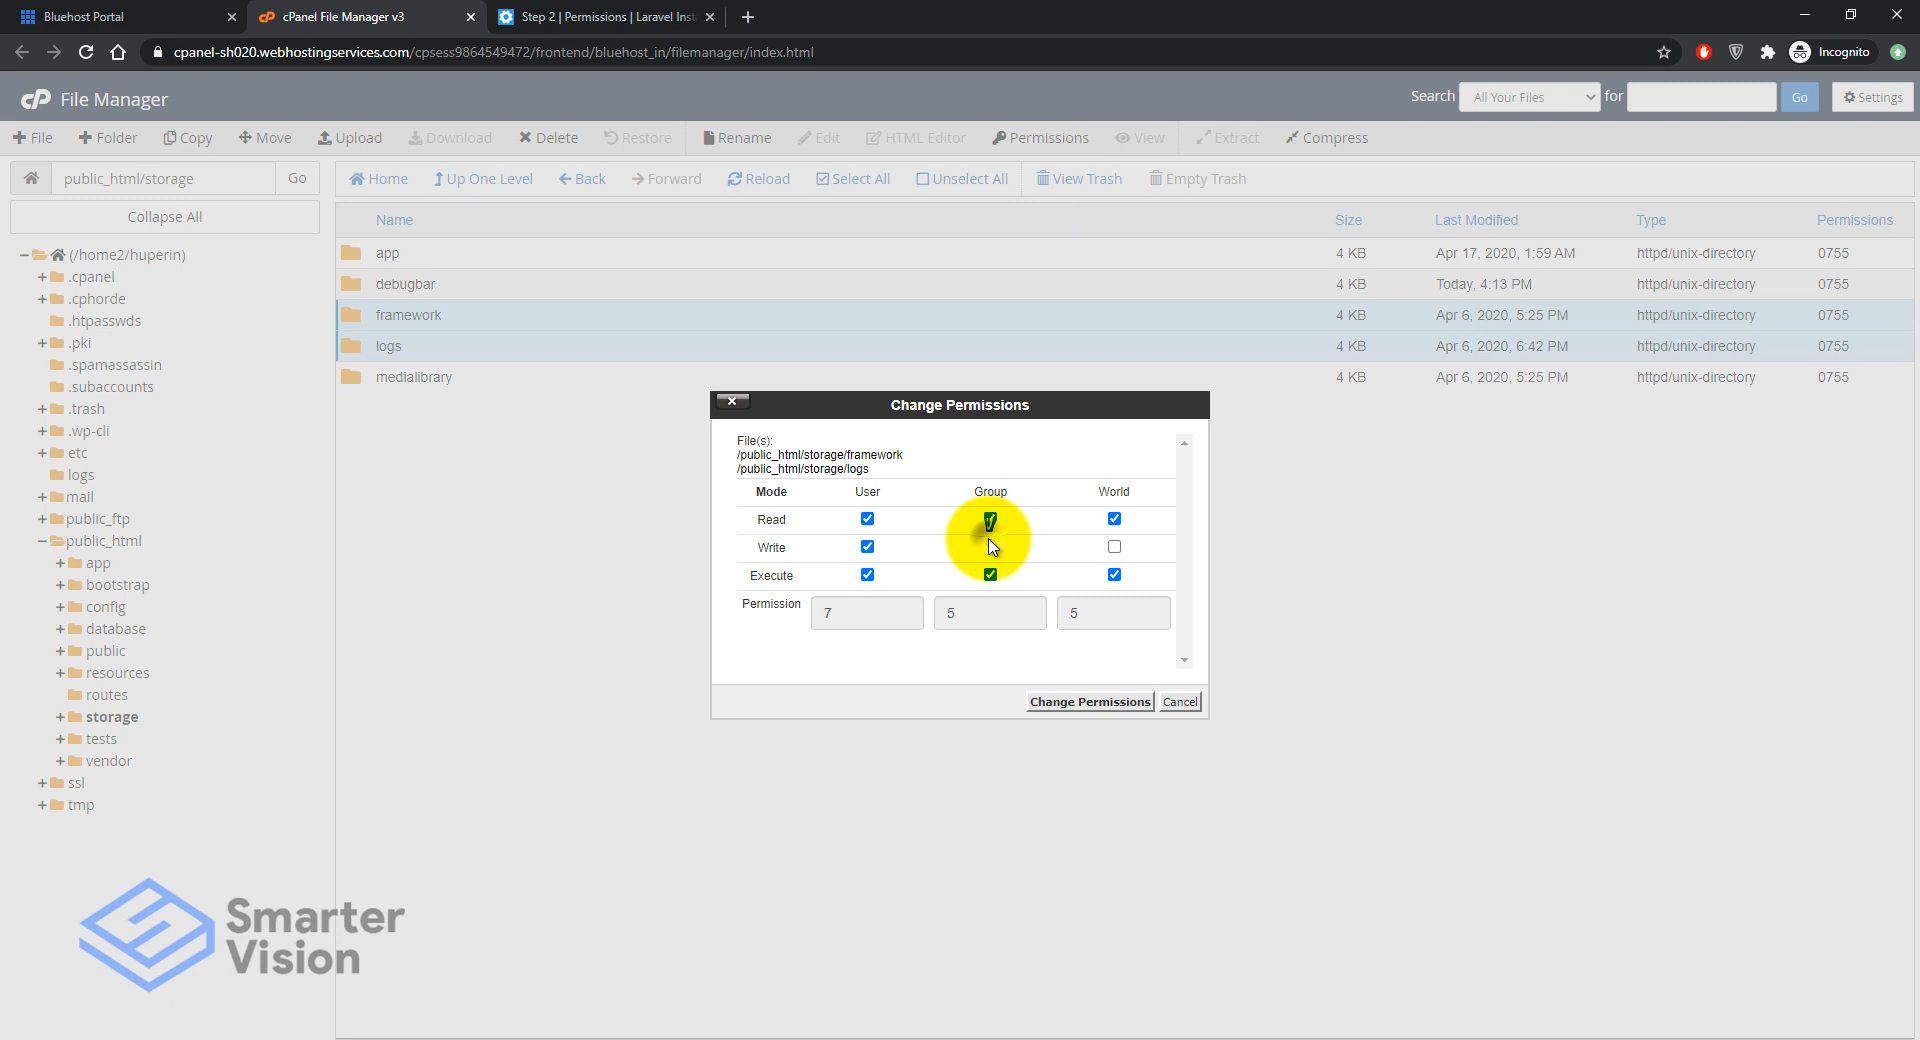 Bluehost Portal
cPanel File Manager v3
Step 2 | Permissions | Laravel Inst
cpanel-sh020.webhostingservices.com/cpsess9864549472/frontend/bluehost_in/filemanager/index.html
Incognito
cP File Manager
Search All Your Files for Go Settings
File Folder Copy Move Upload Download Delete Restore Rename Edit HTML Editor Permissions View Extract Compress
public_html/storage Go
Home Up One Level Back Forward Reload Select All Unselect All View Trash Empty Trash
Collapse All
(/home2/huperin)
.cpanel
.cphorde
.htpasswds
.pki
.spamassassin
.subaccounts
.trash
.wp-cli
etc
logs
mail
public_ftp
public_html
app
bootstrap
config
database
public
resources
routes
storage
tests
vendor
ssl
tmp
Name Size Last Modified Type Permissions
app 4 KB Apr 17, 2020, 1:59 AM httpd/unix-directory 0755
debugbar 4 KB Today, 4:13 PM httpd/unix-directory 0755
framework 4 KB Apr 6, 2020, 5:25 PM httpd/unix-directory 0755
logs 4 KB Apr 6, 2020, 6:42 PM httpd/unix-directory 0755
medialibrary 4 KB Apr 6, 2020, 5:25 PM httpd/unix-directory 0755
Change Permissions
File(s):
/public_html/storage/framework
/public_html/storage/logs
Mode User Group World
Read
Write
Execute
Permission 7 5 5
Change Permissions Cancel
Smarter
Vision